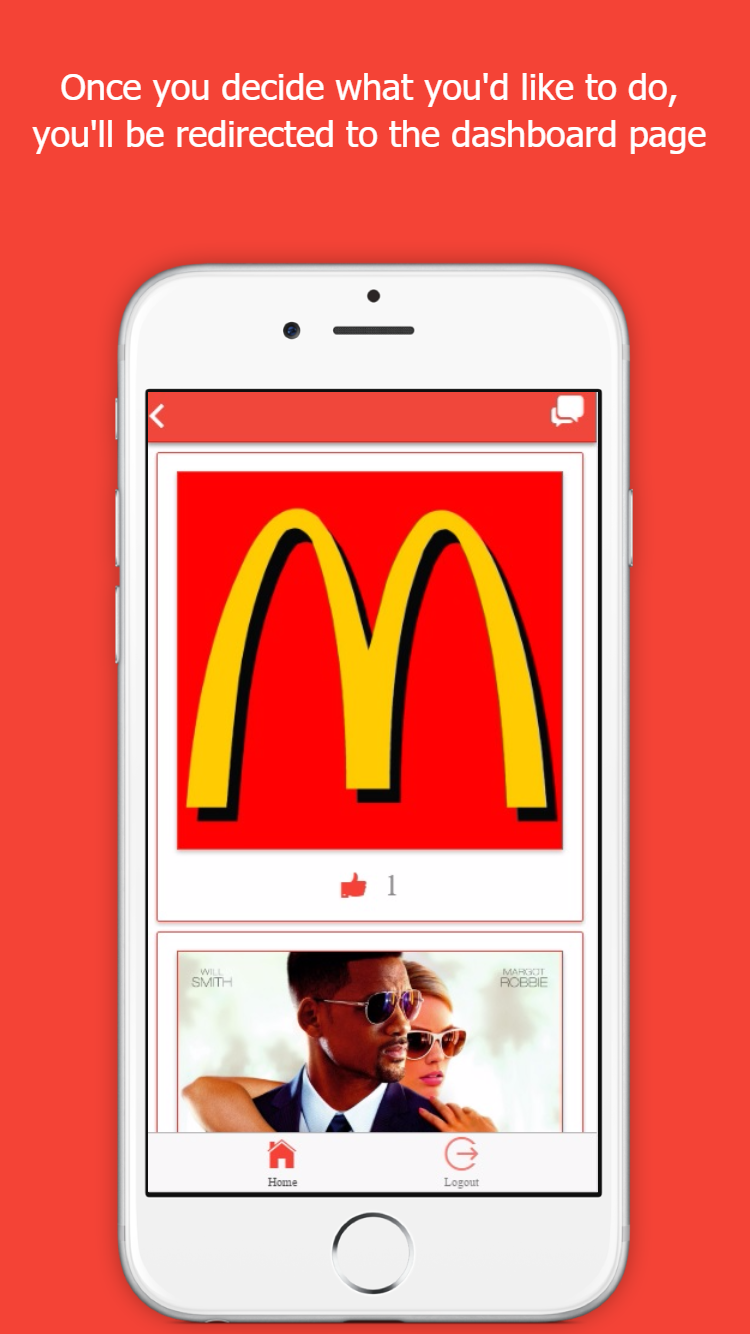 Once you decide what you'd like to do,
you'll be redirected to the dashboard page
1
WILL
SMITH
MARGOT
ROBBIE
Home
Logout